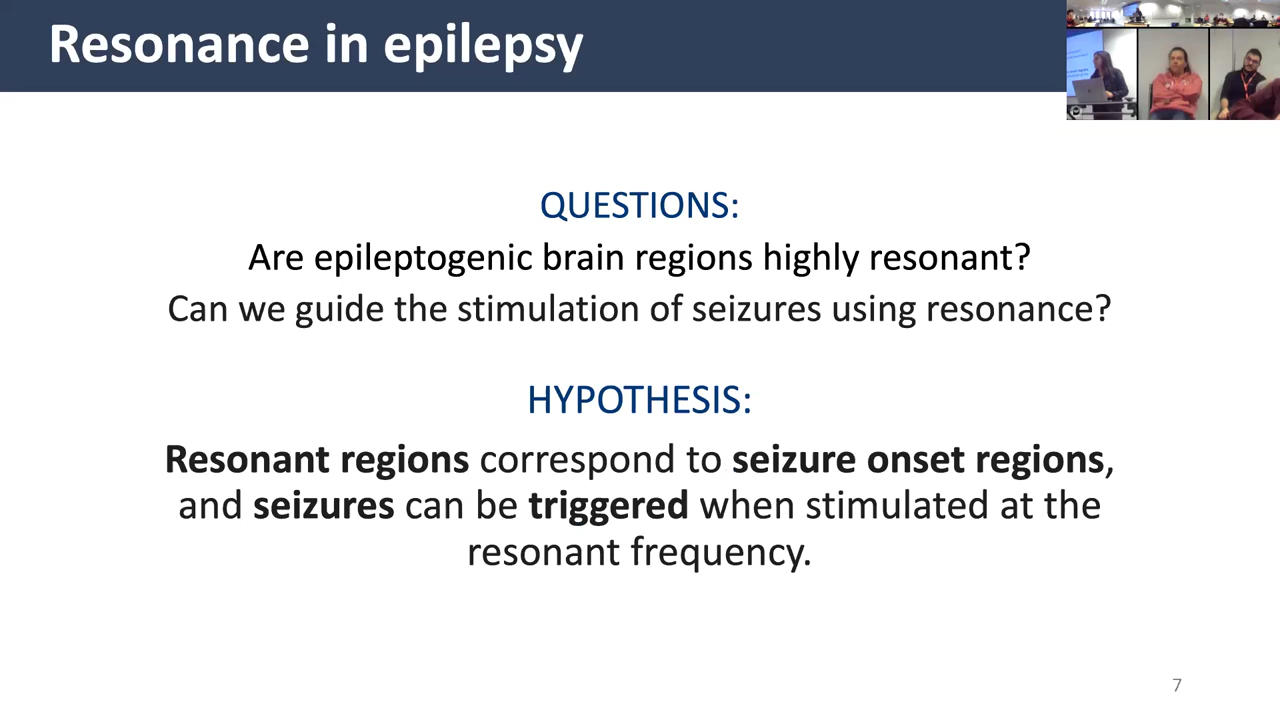 Resonance in epilepsy
QUESTIONS:
Are epileptogenic brain regions highly resonant?
Can we guide the stimulation of seizures using resonance?
HYPOTHESIS:
Resonant regions correspond to seizure onset regions,
and seizures can be triggered when stimulated at the
resonant frequency.
7